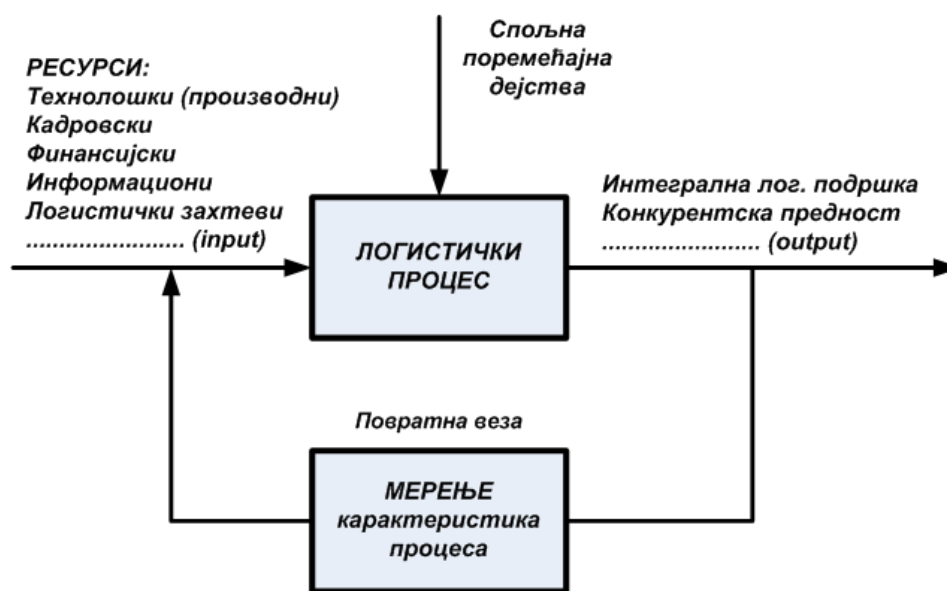 РЕСУРСИ:
Технолошки (производни)
Кадровски
Финансијски
Информациони
Логистички захтеви
........................ (input)
Спољна
поремећајна
дејства
ЛОГИСТИЧКИ
ПРОЦЕС
Интегрална лог. подршка
Конкурентска предност
........................ (output)
Повратна веза
МЕРЕЊЕ
карактеристика
процеса